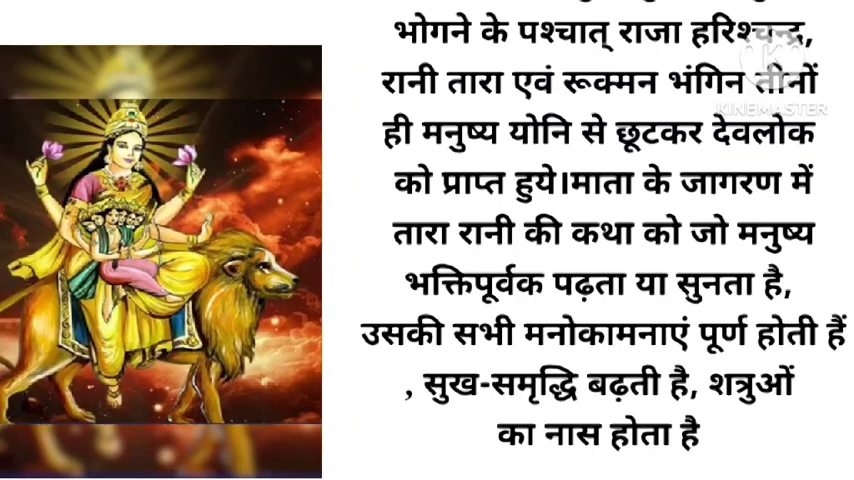 भोगने के पश्चात् राजा हरिश्चन्द्र,
रानी तारा एवं रूक्मन भंगिन तीनों
ही मनुष्य योनि से छूटकर देवलोक
को प्राप्त हुये।माता के जागरण में
तारा रानी की कथा को जो मनुष्य
भक्तिपूर्वक पढ़ता या सुनता है,
उसकी सभी मनोकामनाएं पूर्ण होती हैं
, सुख-समृद्धि बढ़ती है, शत्रुओं
का नास होता है
KINEMASTER